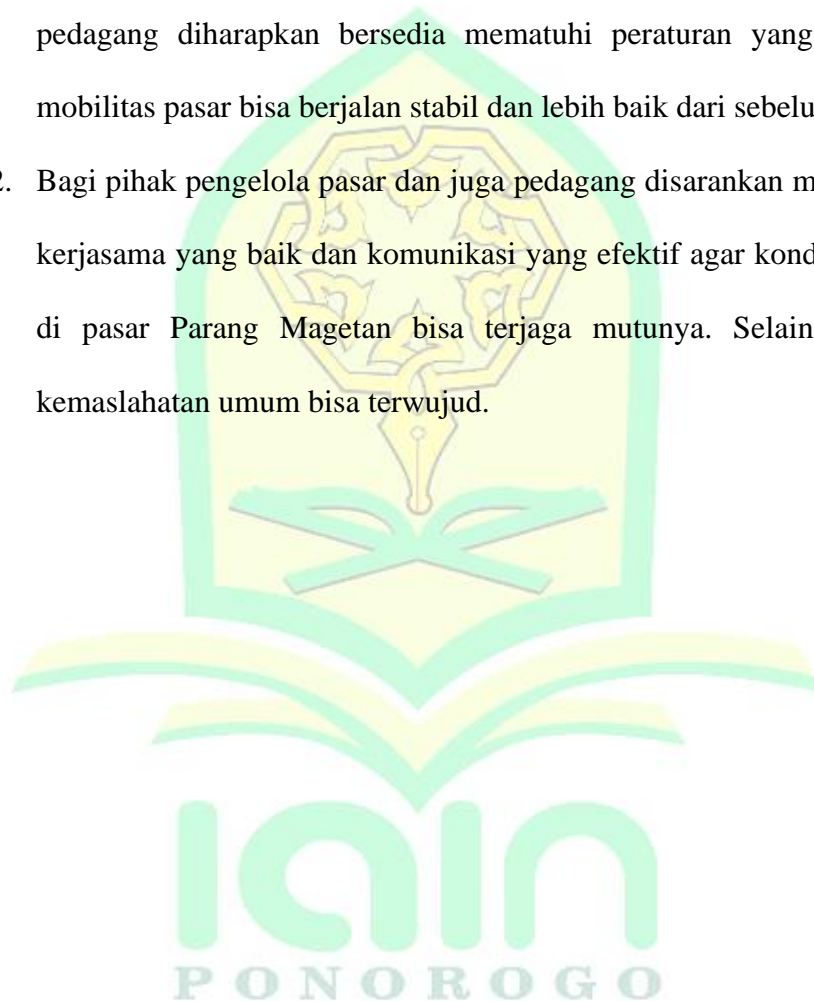 pedagang diharapkan bersedia mematuhi peraturan yang
mobilitas pasar bisa berjalan stabil dan lebih baik dari sebelu
2. Bagi pihak pengelola pasar dan juga pedagang disarankan m
kerjasama yang baik dan komunikasi yang efektif agar kond
di pasar Parang Magetan bisa terjaga mutunya. Selain
kemaslahatan umum bisa terwujud.
iain
PONOROGO